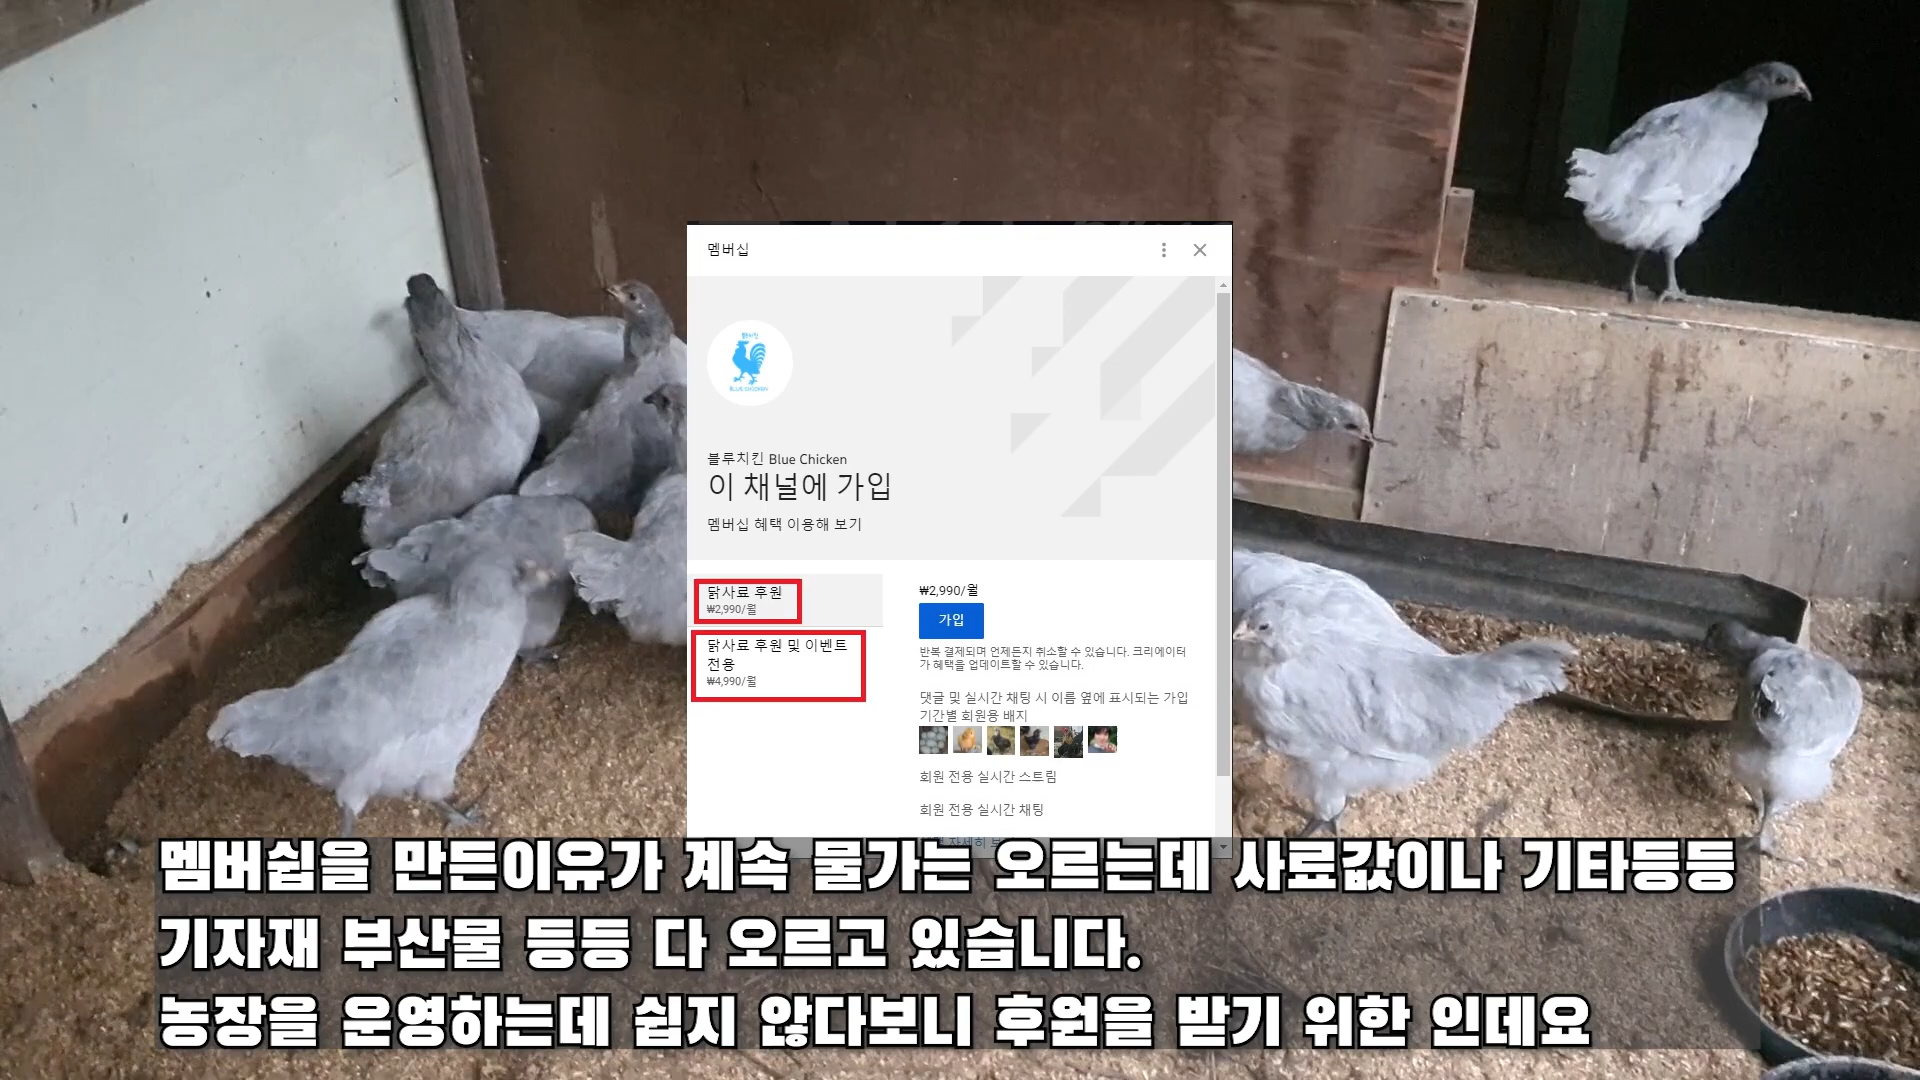 멤버십
BLUE CHICKEN
블루치킨 Blue Chicken
이 채널에 가입
멤버십 혜택 이용해 보기
닭사료 후원
₩2,990/월
닭사료 후원 및 이벤트
전용
₩4,990/월
₩2,990/월
가입
반복 결제되며 언제든지 취소할 수 있습니다. 크리에이터
가 혜택을 업데이트할 수 있습니다.
댓글 및 실시간 채팅 시 이름 옆에 표시되는 가입
기간별 회원용 배지
회원 전용 실시간 스트림
회원 전용 실시간 채팅
멤버쉽을 만든이유가 계속 물가는 오르는데 사료값이나 기타등등
기자재 부산물 등등 다 오르고 있습니다.
농장을 운영하는데 쉽지 않다보니 후원을 받기 위한 인데요